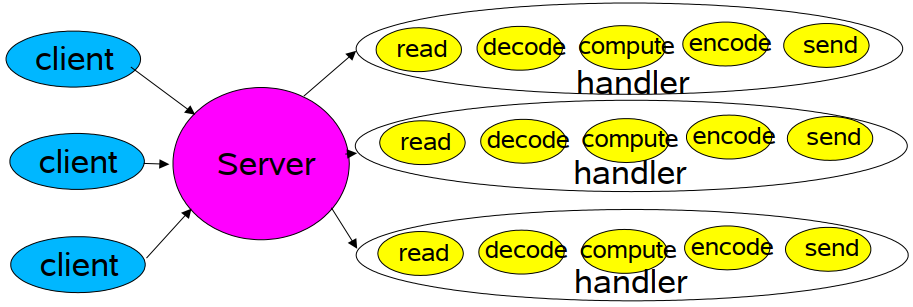 client
client
client
Server
read decode compute encode send
handler
read decode compute encode send
handler
read decode compute encode send
handler